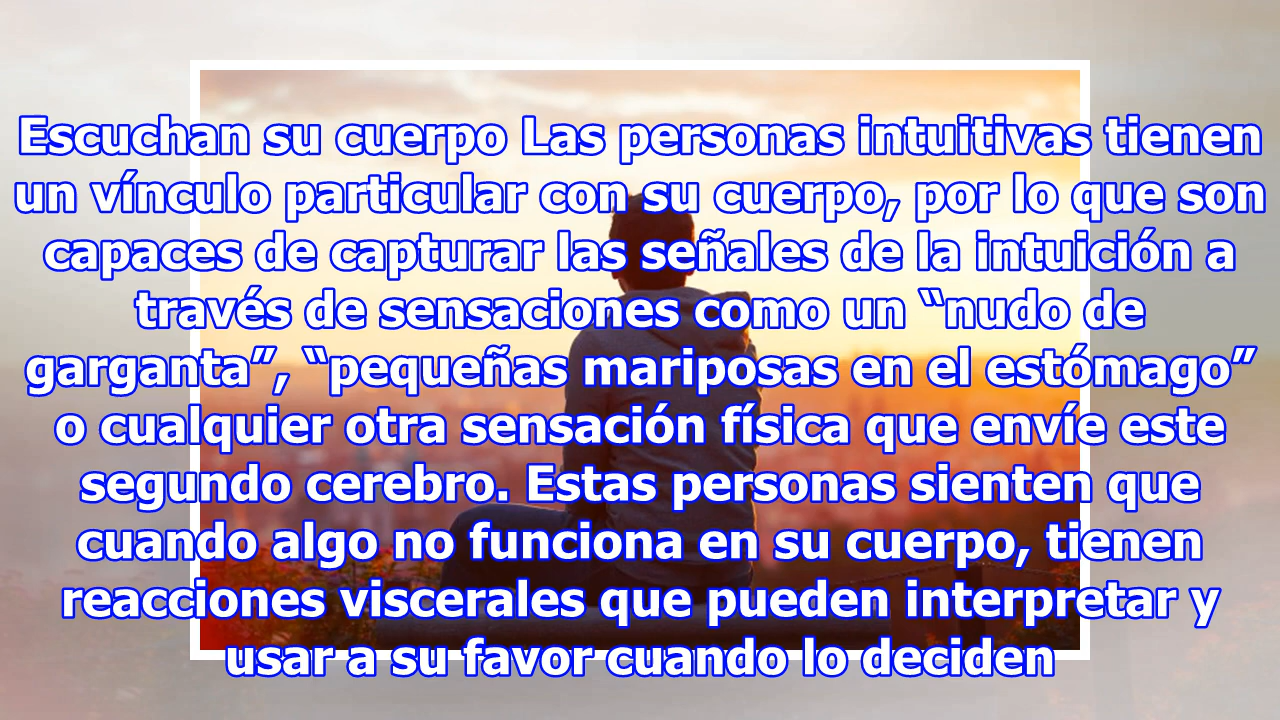 Escuchan su cuerpo Las personas intuitivas tienen
un vínculo particular con su cuerpo, por lo que son
capaces de capturar las señales de la intuición a
través de sensaciones como un “nudo de
garganta”, “pequeñas mariposas en el estómago”
o cualquier otra sensación física que envíe este
segundo cerebro. Estas personas sienten que
cuando algo no funciona en su cuerpo, tienen
reacciones viscerales que pueden interpretar y
usar a su favor cuando lo deciden